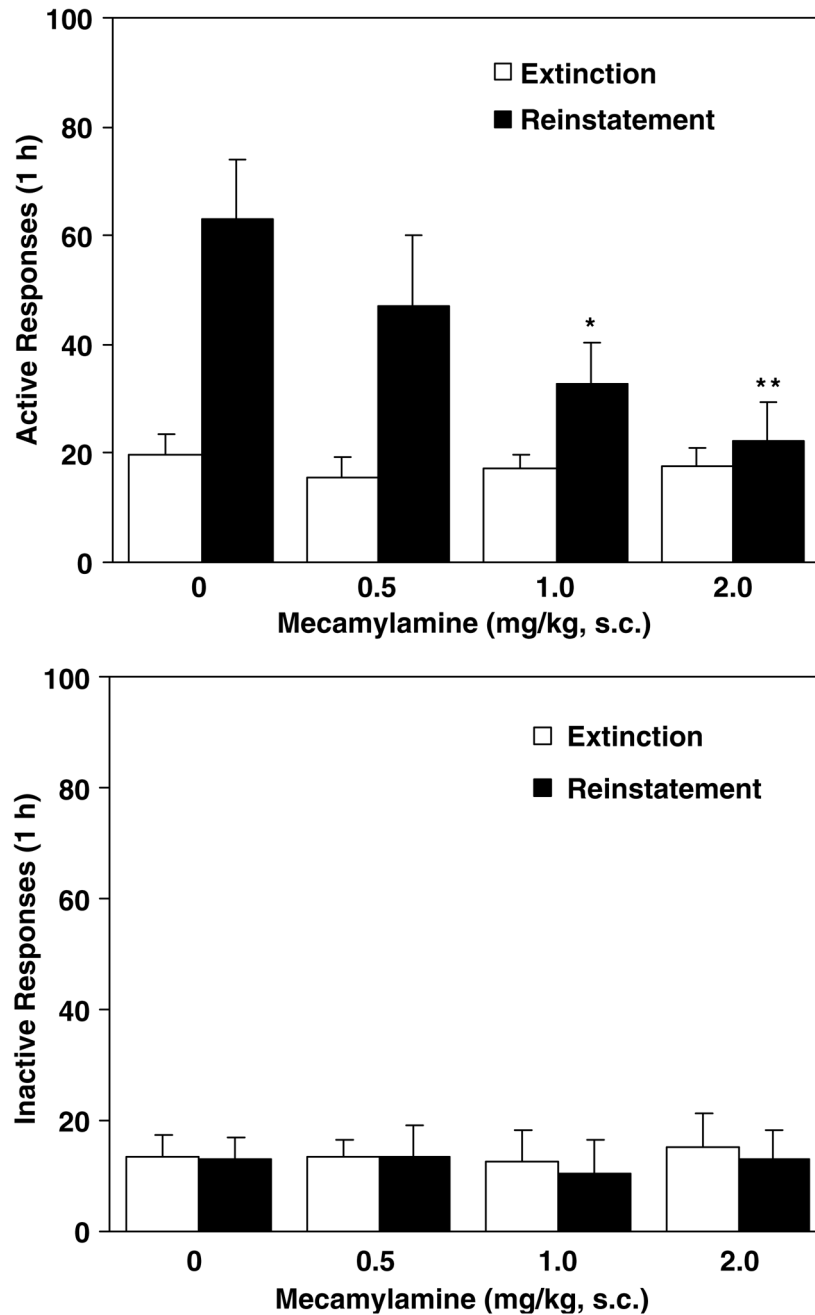 100
Extinction
Reinstatement
80
60
40
20
0
Active Responses (1 h)
*
**
0 0.5 1.0 2.0
Mecamylamine (mg/kg, s.c.)
100
Extinction
Reinstatement
80
60
40
20
0
Inactive Responses (1 h)
0 0.5 1.0 2.0
Mecamylamine (mg/kg, s.c.)